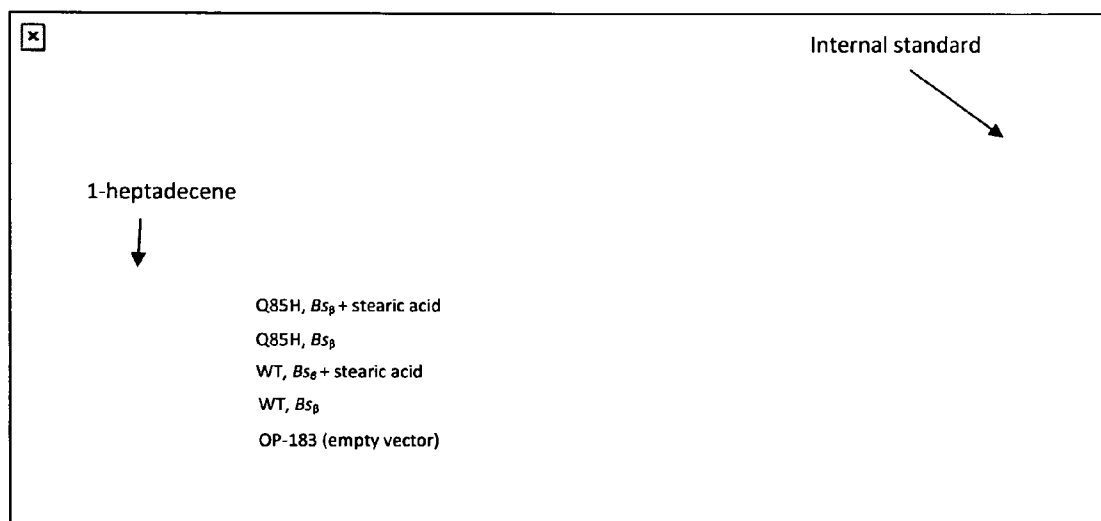 Internal standard
1-heptadecene
Q85H, Bsβ + stearic acid
Q85H, Bsβ
WT, Bsβ + stearic acid
WT, Bsβ
OP-183 (empty vector)